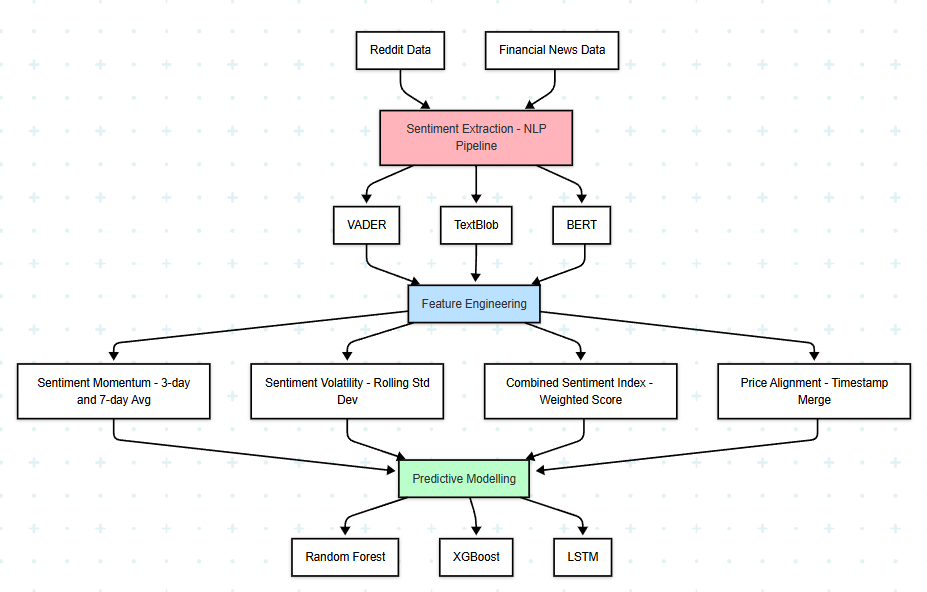 Reddit Data
Financial News Data
Sentiment Extraction - NLP
Pipeline
VADER
TextBlob
BERT
Feature Engineering
Sentiment Momentum - 3-day
and 7-day Avg
Sentiment Volatility - Rolling Std
Dev
Combined Sentiment Index -
Weighted Score
Price Alignment - Timestamp
Merge
Predictive Modelling
Random Forest
XGBoost
LSTM